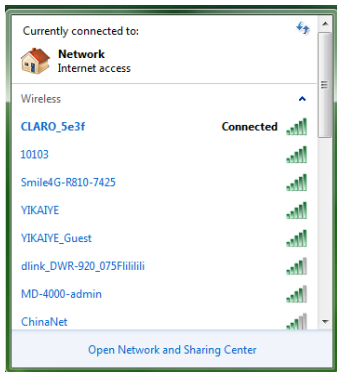 Currently connected to:
Network
Internet access
Wireless
CLARO_5e3f Connected
10103
Smile4G-R810-7425
YIKAIYE
YIKAIYE_Guest
dlink_DWR-920_075Flililili
MD-4000-admin
ChinaNet
Open Network and Sharing Center